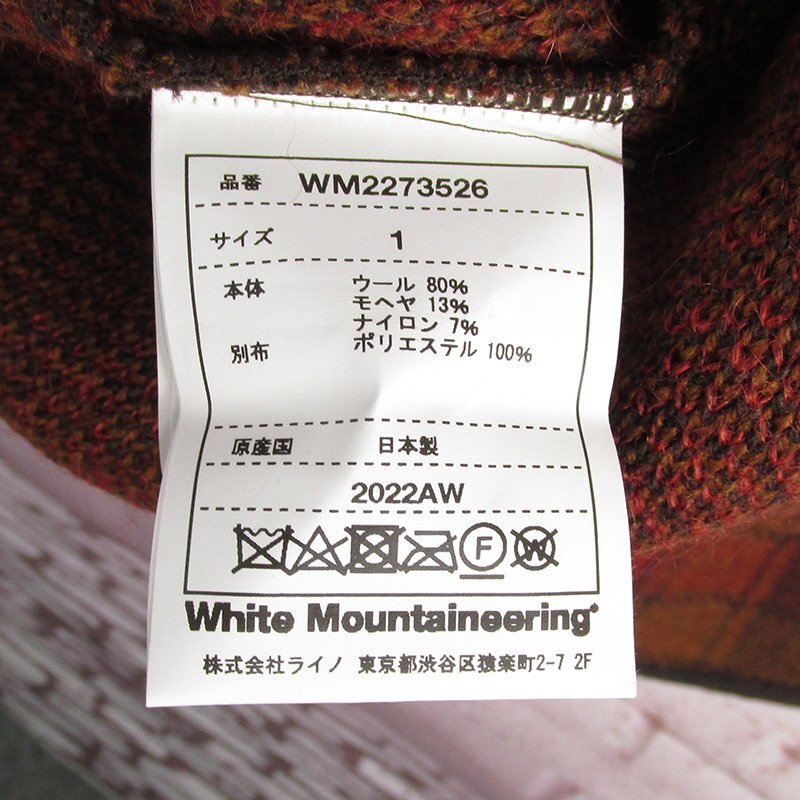 品番 WM2273526
サイズ 1
本体 ウール 80%
モヘヤ 13%
ナイロン 7%
別布 ポリエステル 100%
原産国 日本製
2022AW
F W
White Mountaineering®
株式会社ライノ 東京都渋谷区猿楽町2-7 2F